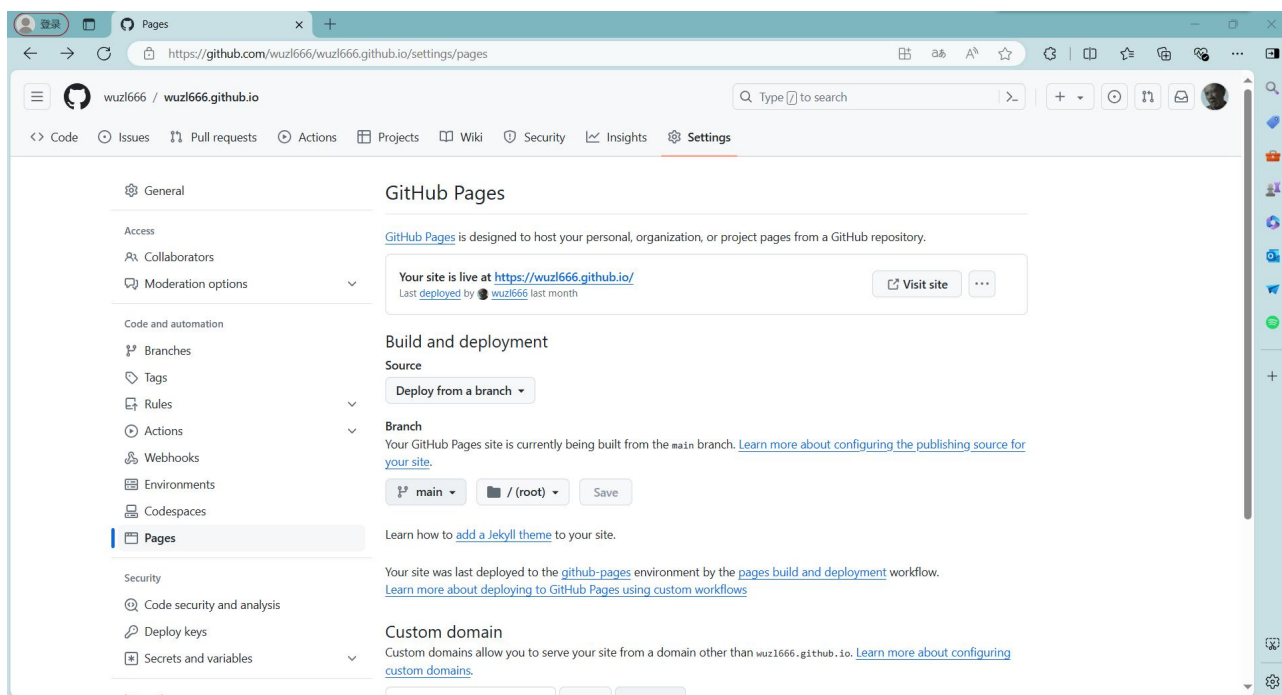 登录
Pages
https://github.com/wuzl666/wuzl666.github.io/settings/pages
wuzl666 / wuzl666.github.io
Type / to search
Code Issues Pull requests Actions Projects Wiki Security Insights Settings
General
Access
Collaborators
Moderation options
Code and automation
Branches
Tags
Rules
Actions
Webhooks
Environments
Codespaces
Pages
Security
Code security and analysis
Deploy keys
Secrets and variables
GitHub Pages
GitHub Pages is designed to host your personal, organization, or project pages from a GitHub repository.
Your site is live at https://wuzl666.github.io/
Last deployed by wuzl666 last month
Visit site
Build and deployment
Source
Deploy from a branch
Branch
Your GitHub Pages site is currently being built from the main branch. Learn more about configuring the publishing source for
your site.
main / (root) Save
Learn how to add a Jekyll theme to your site.
Your site was last deployed to the github-pages environment by the pages build and deployment workflow.
Learn more about deploying to GitHub Pages using custom workflows
Custom domain
Custom domains allow you to serve your site from a domain other than wuzl666.github.io. Learn more about configuring
custom domains.